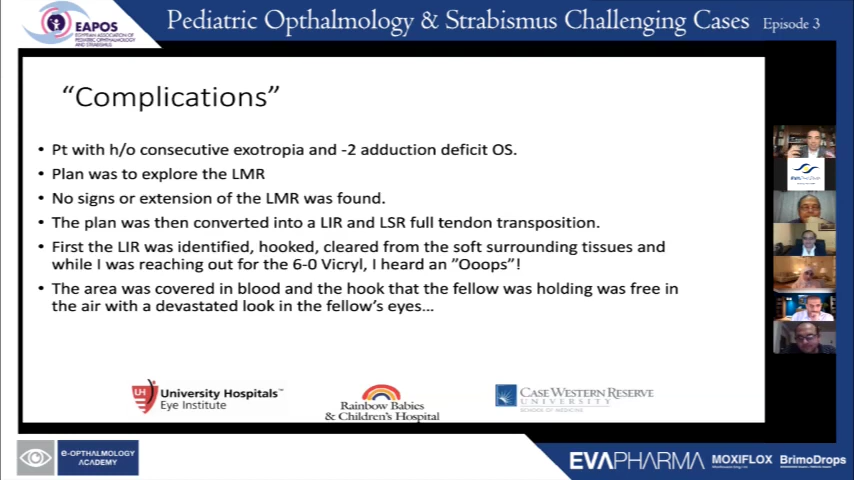 EAPOS
EGYPTIAN ASSOCIATION
OF PEDIATRIC OPHTHALMOLOGY
AND STRABISMUS
Pediatric Opthalmology & Strabismus Challenging Cases Episode 3
“Complications”
• Pt with h/o consecutive exotropia and -2 adduction deficit OS.
• Plan was to explore the LMR
• No signs or extension of the LMR was found.
• The plan was then converted into a LIR and LSR full tendon transposition.
• First the LIR was identified, hooked, cleared from the soft surrounding tissues and
while I was reaching out for the 6-0 Vicryl, I heard an ”Ooops”!
• The area was covered in blood and the hook that the fellow was holding was free in
the air with a devastated look in the fellow’s eyes…
UH
University Hospitals™
Eye Institute
Rainbow Babies
& Children's Hospital
CASE WESTERN RESERVE
UNIVERSITY
SCHOOL OF MEDICINE
e-OPTHALMOLOGY
ACADEMY
EVAPHARMA MOXIFLOX BrimoDrops